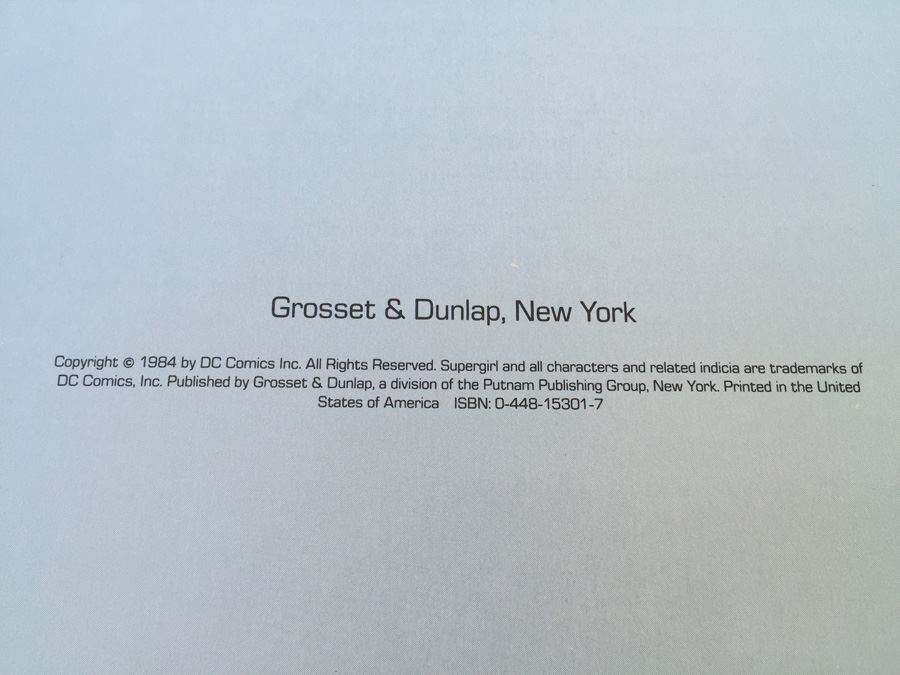 Grosset & Dunlap, New York
Copyright © 1984 by DC Comics Inc. All Rights Reserved. Supergirl and all characters and related indicia are trademarks of
DC Comics, Inc. Published by Grosset & Dunlap, a division of the Putnam Publishing Group, New York. Printed in the United
States of America ISBN: 0-448-15301-7